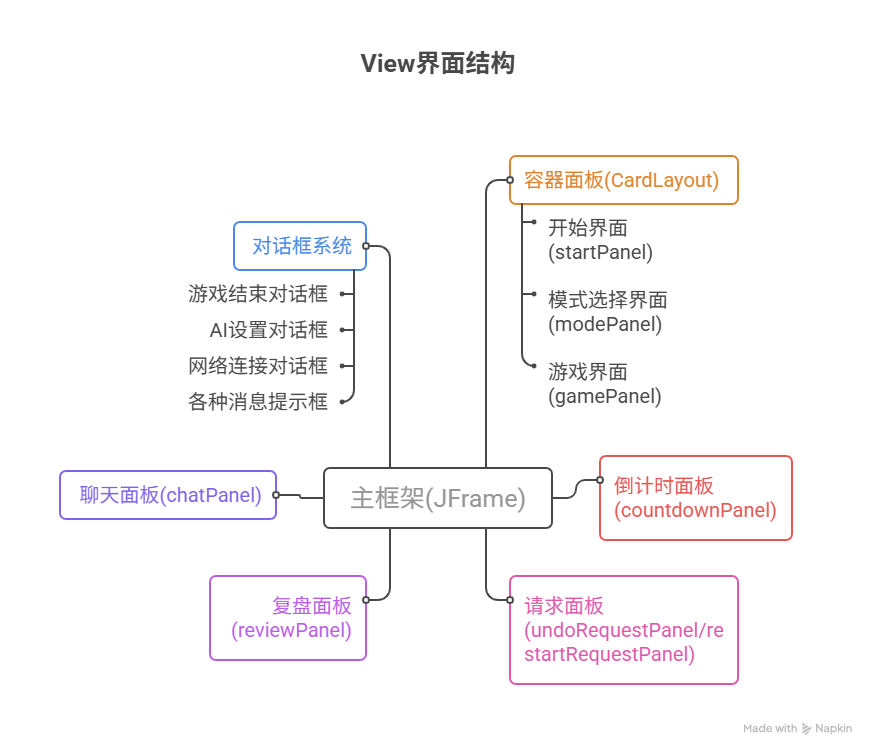 View界面结构
容器面板(CardLayout)
开始界面
(startPanel)
模式选择界面
(modePanel)
游戏界面
(gamePanel)
对话框系统
游戏结束对话框
AI设置对话框
网络连接对话框
各种消息提示框
聊天面板(chatPanel)
主框架(JFrame)
倒计时面板
(countdownPanel)
复盘面板
(reviewPanel)
请求面板
(undoRequestPanel/re
startRequestPanel)
Made with Napkin